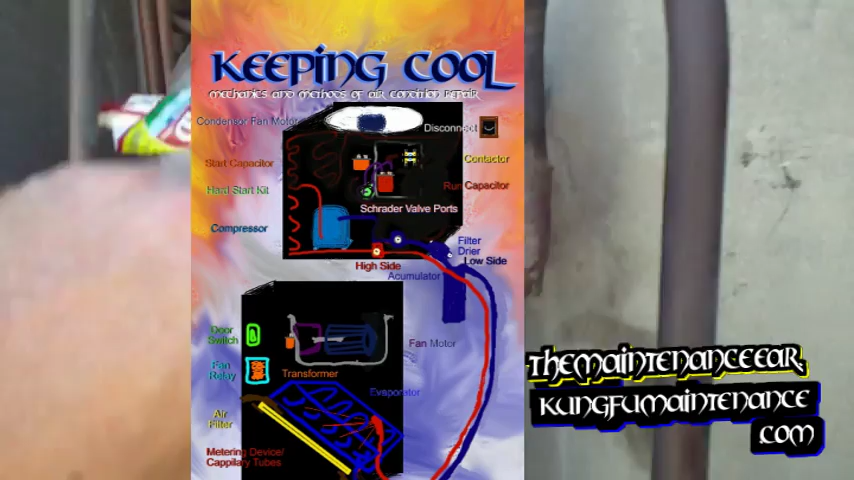 KEEPING COOL
MECHANICS AND METHODS OF AIR CONDITION REPAIR
Condensor Fan Motor
Disconnect
Start Capacitor
Contactor
Hard Start Kit
Run Capacitor
Schrader Valve Ports
Compressor
Filter
Drier
Low Side
High Side
Acumulator
Door
Switch
Fan Motor
Fan
Relay
Transformer
Evaporator
Air
Filter
Metering Device/
Cappilary Tubes
THEMAINTENANCEEAR
KUNGFUMAINTENANCE
.COM